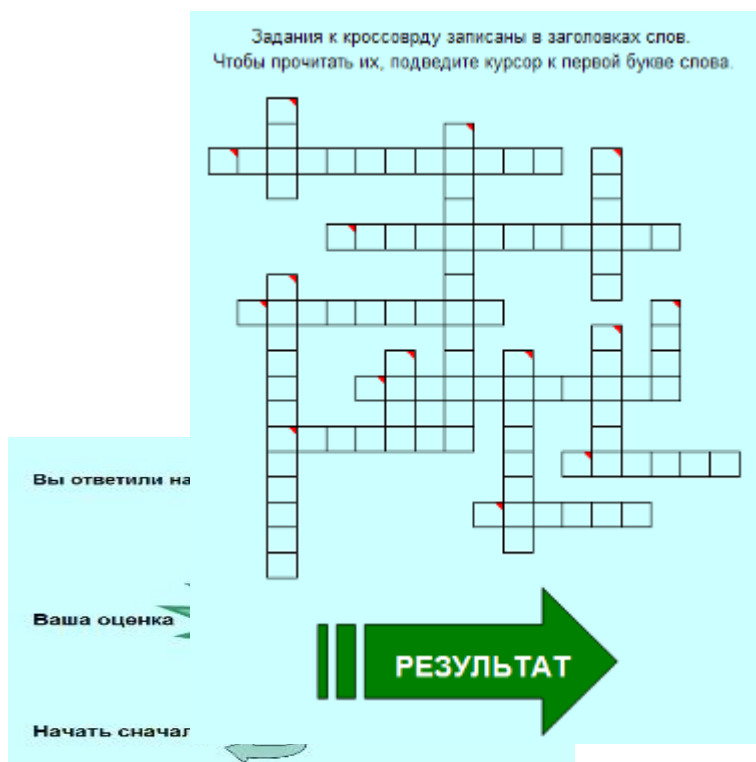 Задания к кроссоврду записаны в заголовках слов.
Чтобы прочитать их, подведите курсор к первой букве слова.
Вы ответили на
Ваша оценка
РЕЗУЛЬТАТ
Начать сначал